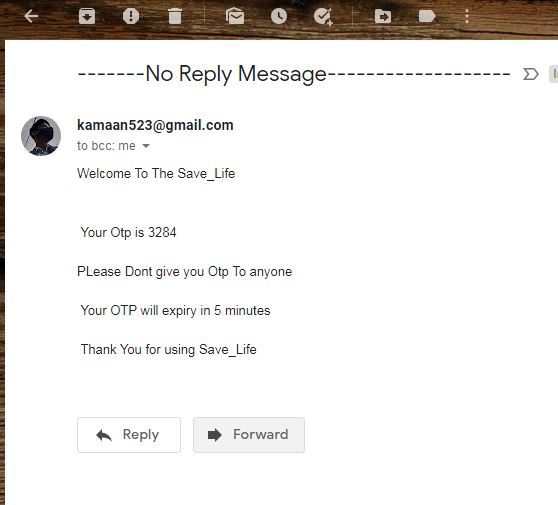 -------No Reply Message-------------------
kamaan523@gmail.com
to bcc: me
Welcome To The Save_Life
Your Otp is 3284
PLease Dont give you Otp To anyone
Your OTP will expiry in 5 minutes
Thank You for using Save_Life
Reply
Forward